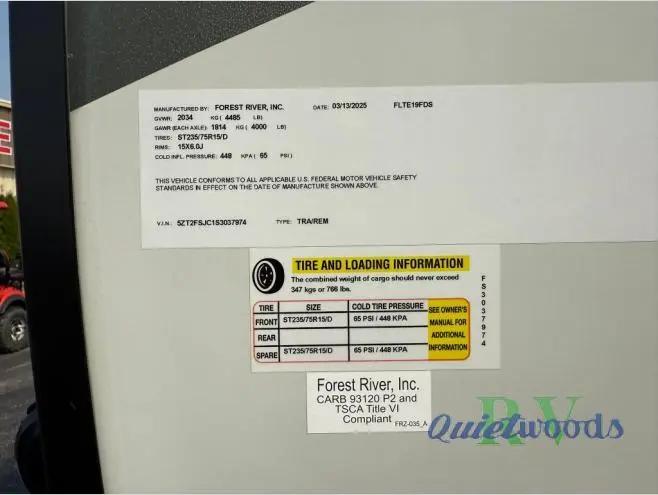 MANUFACTURED BY: FOREST RIVER, INC. DATE: 03/13/2025 FLTE19FDS
GVWR: 2034 KG ( 4485 LB)
GAWR (EACH AXLE): 1814 KG ( 4000 LB)
TIRES: ST235/75R15/D
RIMS: 15X6.0J
COLD INFL. PRESSURE: 448 KPA ( 65 PSI)
THIS VEHICLE CONFORMS TO ALL APPLICABLE U.S. FEDERAL MOTOR VEHICLE SAFETY
STANDARDS IN EFFECT ON THE DATE OF MANUFACTURE SHOWN ABOVE.
V.I.N.: 5ZT2FSJC1S3037974 TYPE: TRA/REM
TIRE AND LOADING INFORMATION
The combined weight of cargo should never exceed
347 kgs or 766 lbs.
TIRE SIZE COLD TIRE PRESSURE
FRONT ST235/75R15/D 65 PSI / 448 KPA
REAR
SPARE ST235/75R15/D 65 PSI / 448 KPA
SEE OWNER'S
MANUAL FOR
ADDITIONAL
INFORMATION
FS3037974
Forest River, Inc.
CARB 93120 P2 and
TSCA Title VI
Compliant FRZ-035_A
Quietwoods
RV
E